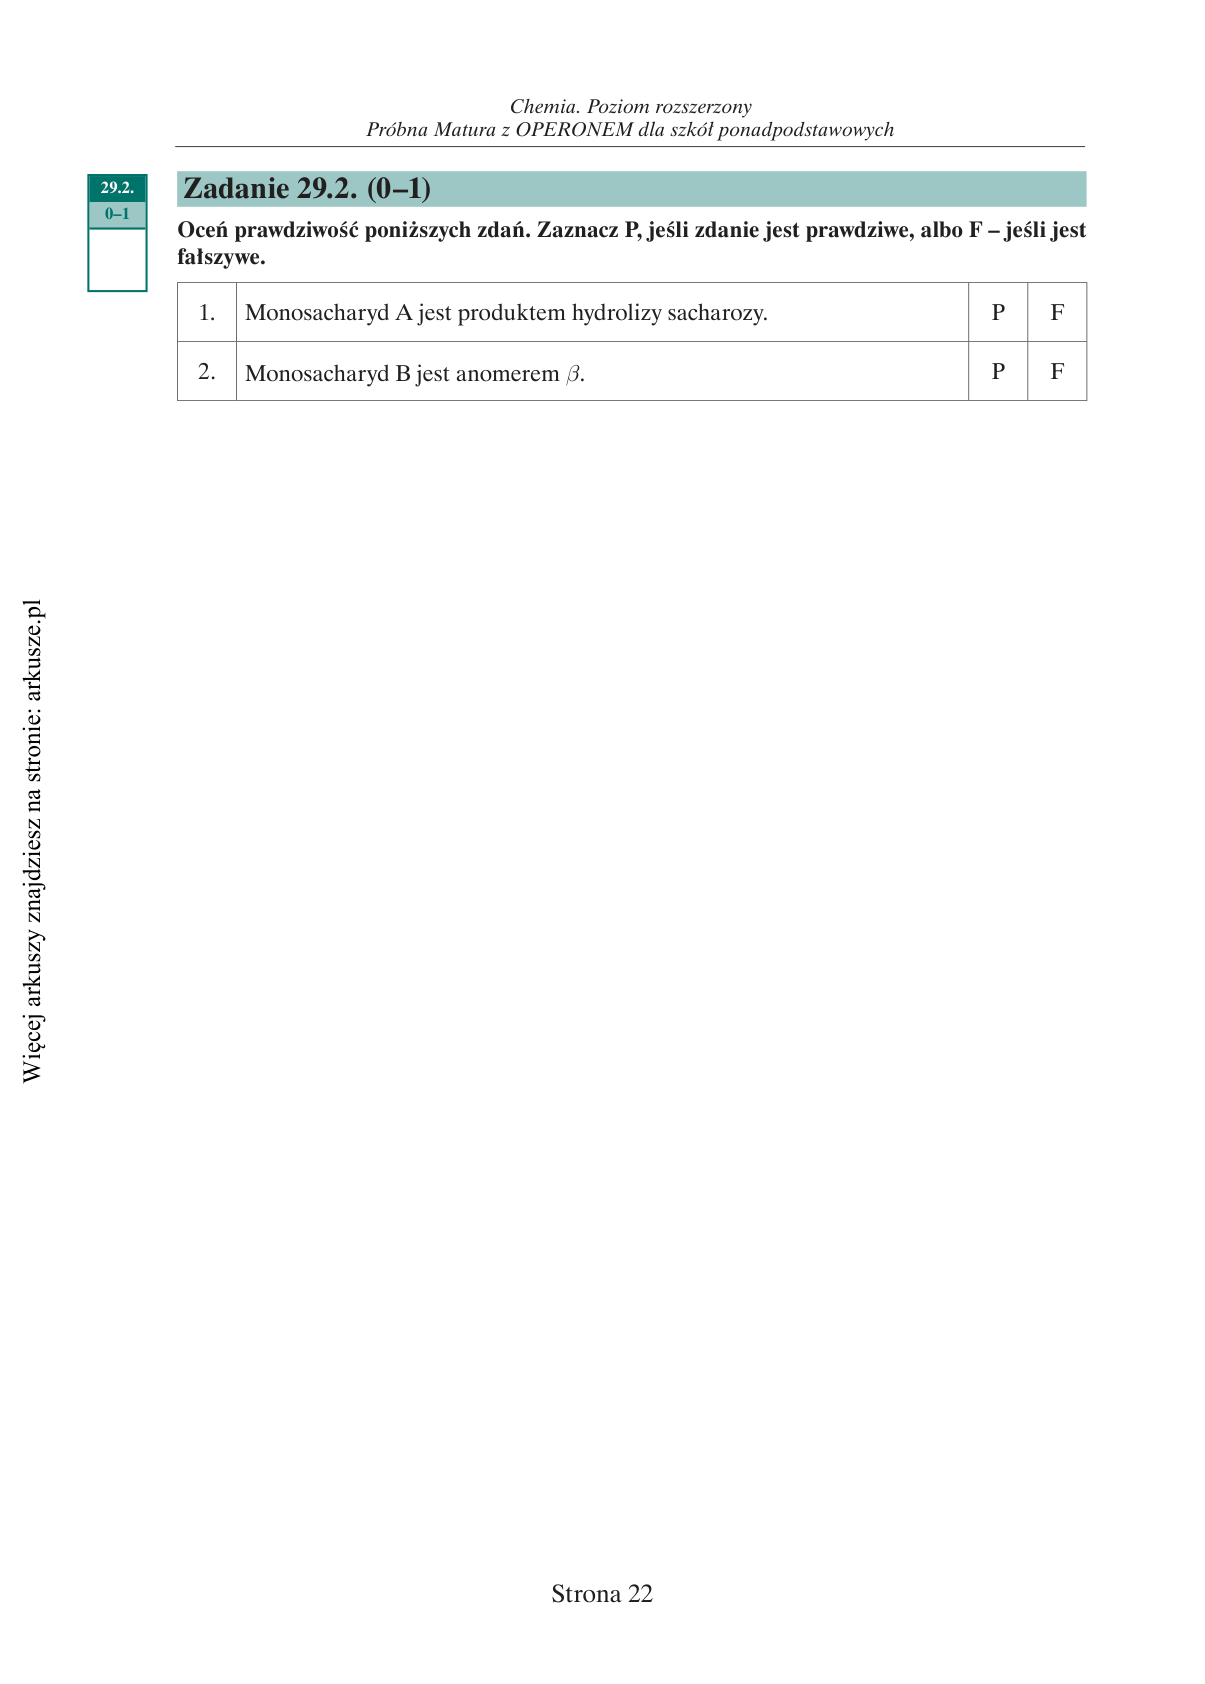 Chemia. Poziom rozszerzony
Próbna Matura z OPERONEM dla szkół ponadpodstawowych
29.2.
0–1
Zadanie 29.2. (0–1)
Oceń prawdziwość poniższych zdań. Zaznacz P, jeśli zdanie jest prawdziwe, albo F – jeśli jest
fałszywe.
1. Monosacharyd A jest produktem hydrolizy sacharozy. P F
2. Monosacharyd B jest anomerem β. P F
Więcej arkuszy znajdziesz na stronie: arkusze.pl
Strona 22